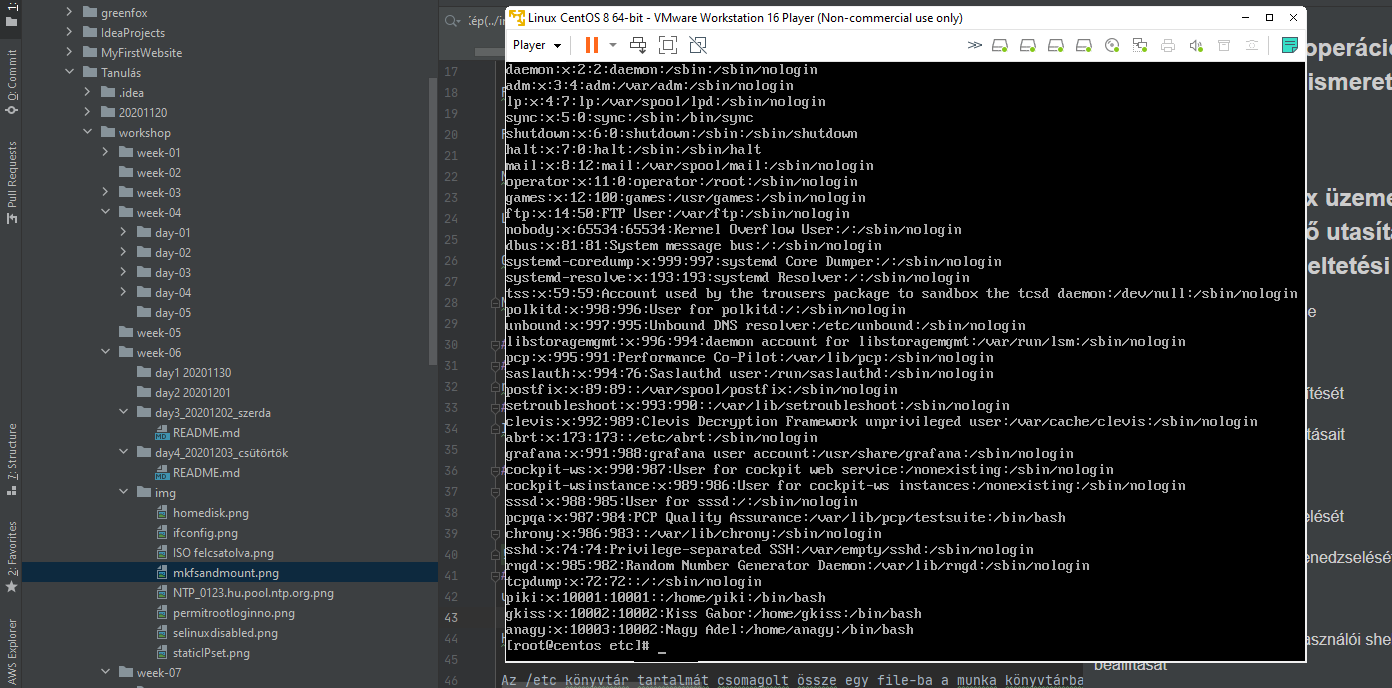 1:
0: Commit
Pull Requests
7: Structure
2: Favorites
AWS Explorer
greenfox
IdeaProjects
MyFirstWebsite
Tanulás
.idea
20201120
workshop
week-01
week-02
week-03
week-04
day-01
day-02
day-03
day-04
day-05
week-05
week-06
day1 20201130
day2 20201201
day3_20201202_szerda
README.md
day4_20201203_csütörtök
README.md
img
homedisk.png
ifconfig.png
ISO felcsatolva.png
mkfsandmount.png
NTP_0123.hu.pool.ntp.org.png
permitrootloginno.png
selinuxdisabled.png
staticIPset.png
week-07
17
18
19
20
21
22
23
24
25
26
27
28
29
30
31
32
33
34
35
36
37
38
39
40
41
42
43
44
45
46
Linux CentOS 8 64-bit - VMware Workstation 16 Player (Non-commercial use only)
Player
daemon:x:2:2:daemon:/sbin:/sbin/nologin
adm:x:3:4:adm:/var/adm:/sbin/nologin
lp:x:4:7:lp:/var/spool/lpd:/sbin/nologin
sync:x:5:0:sync:/sbin:/bin/sync
shutdown:x:6:0:shutdown:/sbin:/sbin/shutdown
halt:x:7:0:halt:/sbin:/sbin/halt
mail:x:8:12:mail:/var/spool/mail:/sbin/nologin
operator:x:11:0:operator:/root:/sbin/nologin
games:x:12:100:games:/usr/games:/sbin/nologin
ftp:x:14:50:FTP User:/var/ftp:/sbin/nologin
nobody:x:65534:65534:Kernel Overflow User:/:/sbin/nologin
dbus:x:81:81:System message bus:/:/sbin/nologin
systemd-coredump:x:999:997:systemd Core Dumper:/:/sbin/nologin
systemd-resolve:x:193:193:systemd Resolver:/:/sbin/nologin
tss:x:59:59:Account used by the trousers package to sandbox the tcsd daemon:/dev/null:/sbin/nologin
polkitd:x:998:996:User for polkitd:/:/sbin/nologin
unbound:x:997:995:Unbound DNS resolver:/etc/unbound:/sbin/nologin
libstoragemgmt:x:996:994:daemon account for libstoragemgmt:/var/run/lsm:/sbin/nologin
pcp:x:995:991:Performance Co-Pilot:/var/lib/pcp:/sbin/nologin
saslauth:x:994:76:Saslauthd user:/run/saslauthd:/sbin/nologin
postfix:x:89:89::/var/spool/postfix:/sbin/nologin
setroubleshoot:x:993:990::/var/lib/setroubleshoot:/sbin/nologin
clevis:x:992:989:Clevis Decryption Framework unprivileged user:/var/cache/clevis:/sbin/nologin
abrt:x:173:173::/etc/abrt:/sbin/nologin
grafana:x:991:988:grafana user account:/usr/share/grafana:/sbin/nologin
cockpit-ws:x:990:987:User for cockpit web service:/nonexisting:/sbin/nologin
cockpit-wsinstance:x:989:986:User for cockpit-ws instances:/nonexisting:/sbin/nologin
sssd:x:988:985:User for sssd:/:/sbin/nologin
pcpqa:x:987:984:PCP Quality Assurance:/var/lib/pcp/testsuite:/bin/bash
chrony:x:986:983::/var/lib/chrony:/sbin/nologin
sshd:x:74:74:Privilege-separated SSH:/var/empty/sshd:/sbin/nologin
rngd:x:985:982:Random Number Generator Daemon:/var/lib/rngd:/sbin/nologin
tcpdump:x:72:72::/:/sbin/nologin
piki:x:10001:10001::/home/piki:/bin/bash
gkiss:x:10002:10002:Kiss Gabor:/home/gkiss:/bin/bash
anagy:x:10003:10002:Nagy Adel:/home/anagy:/bin/bash
[root@centos etc]# _
Az /etc könyvtár tartalmát csomagolt össze egy file-ba a munka könyvtárba
operáció
ismeret
x üzeme
ő utasíta
eltetési
e
ítését
tásait
elését
enedzselését
asználói she
beállítását